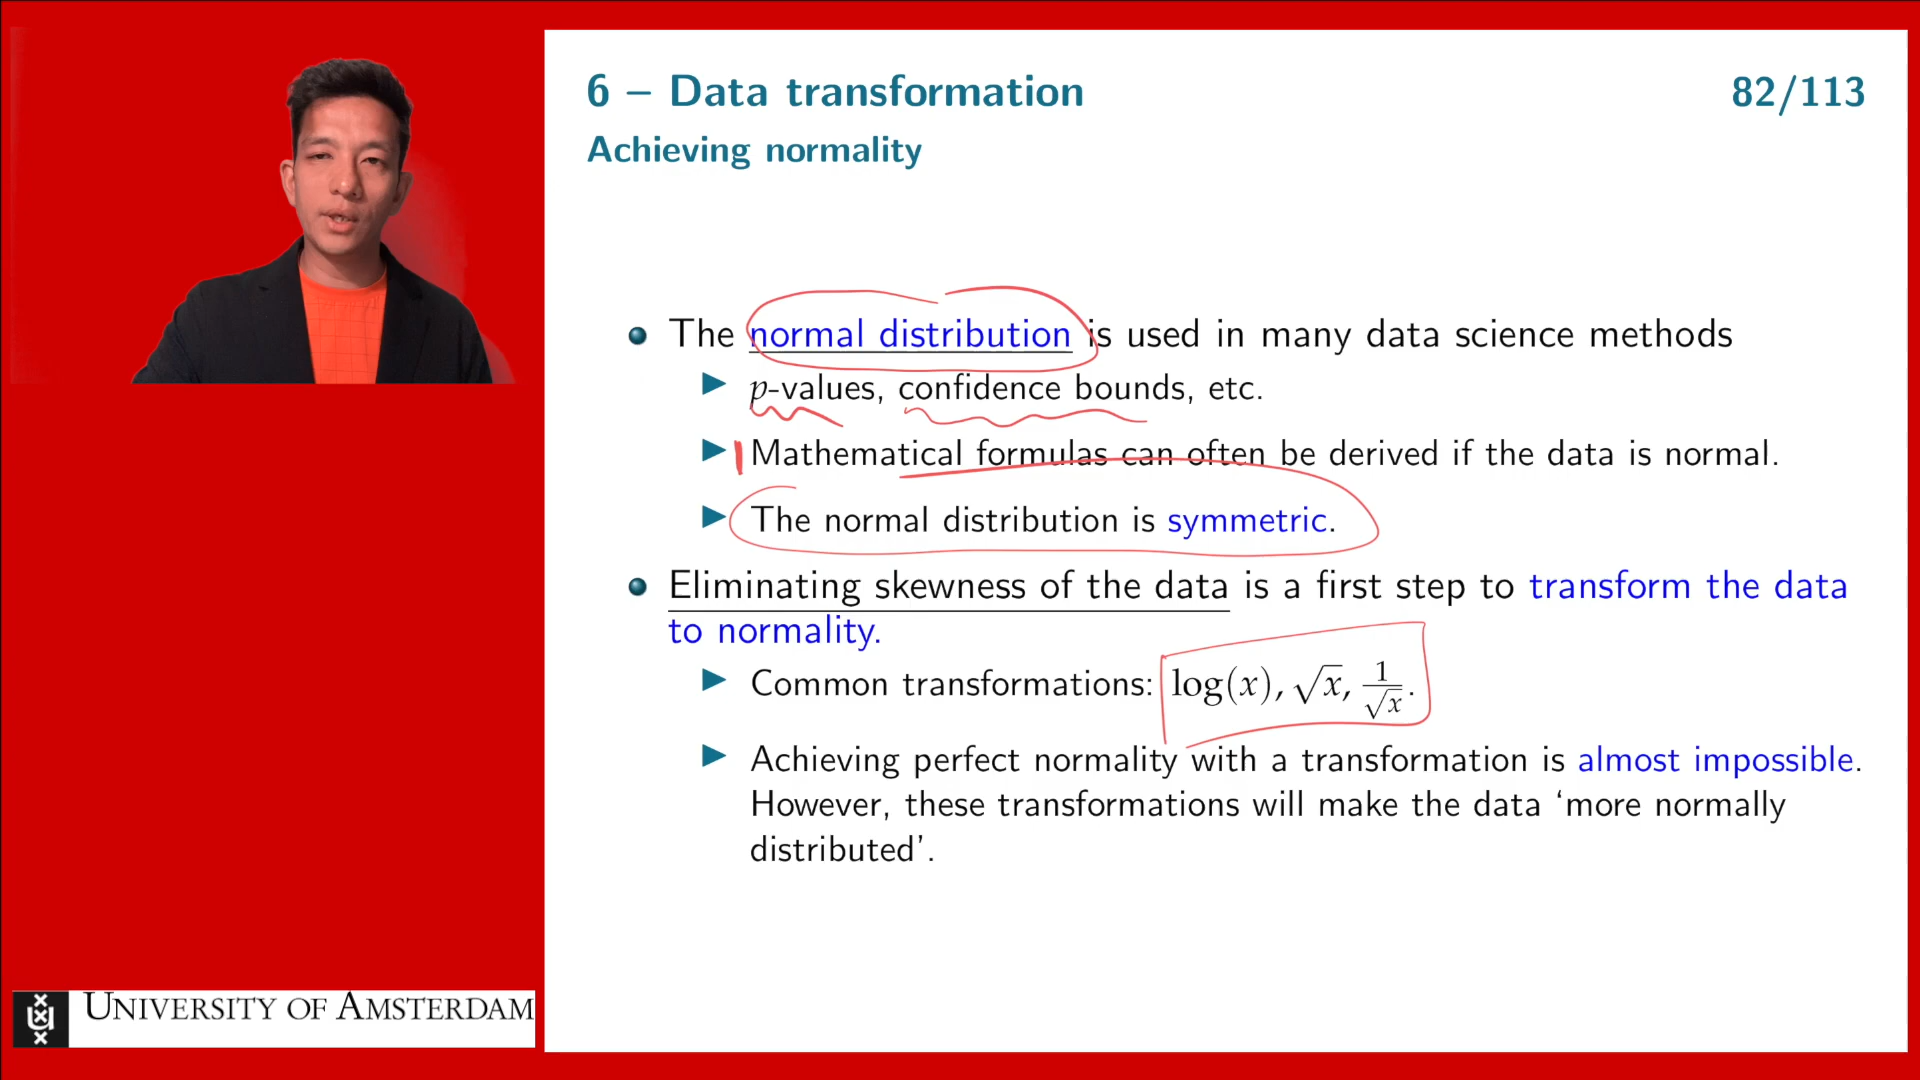 6 – Data transformation
82/113
Achieving normality
The normal distribution is used in many data science methods
p-values, confidence bounds, etc.
Mathematical formulas can often be derived if the data is normal.
The normal distribution is symmetric.
Eliminating skewness of the data is a first step to transform the data
to normality.
Common transformations: log(x), √x, 1/√x.
Achieving perfect normality with a transformation is almost impossible.
However, these transformations will make the data ‘more normally
distributed’.
UNIVERSITY OF AMSTERDAM